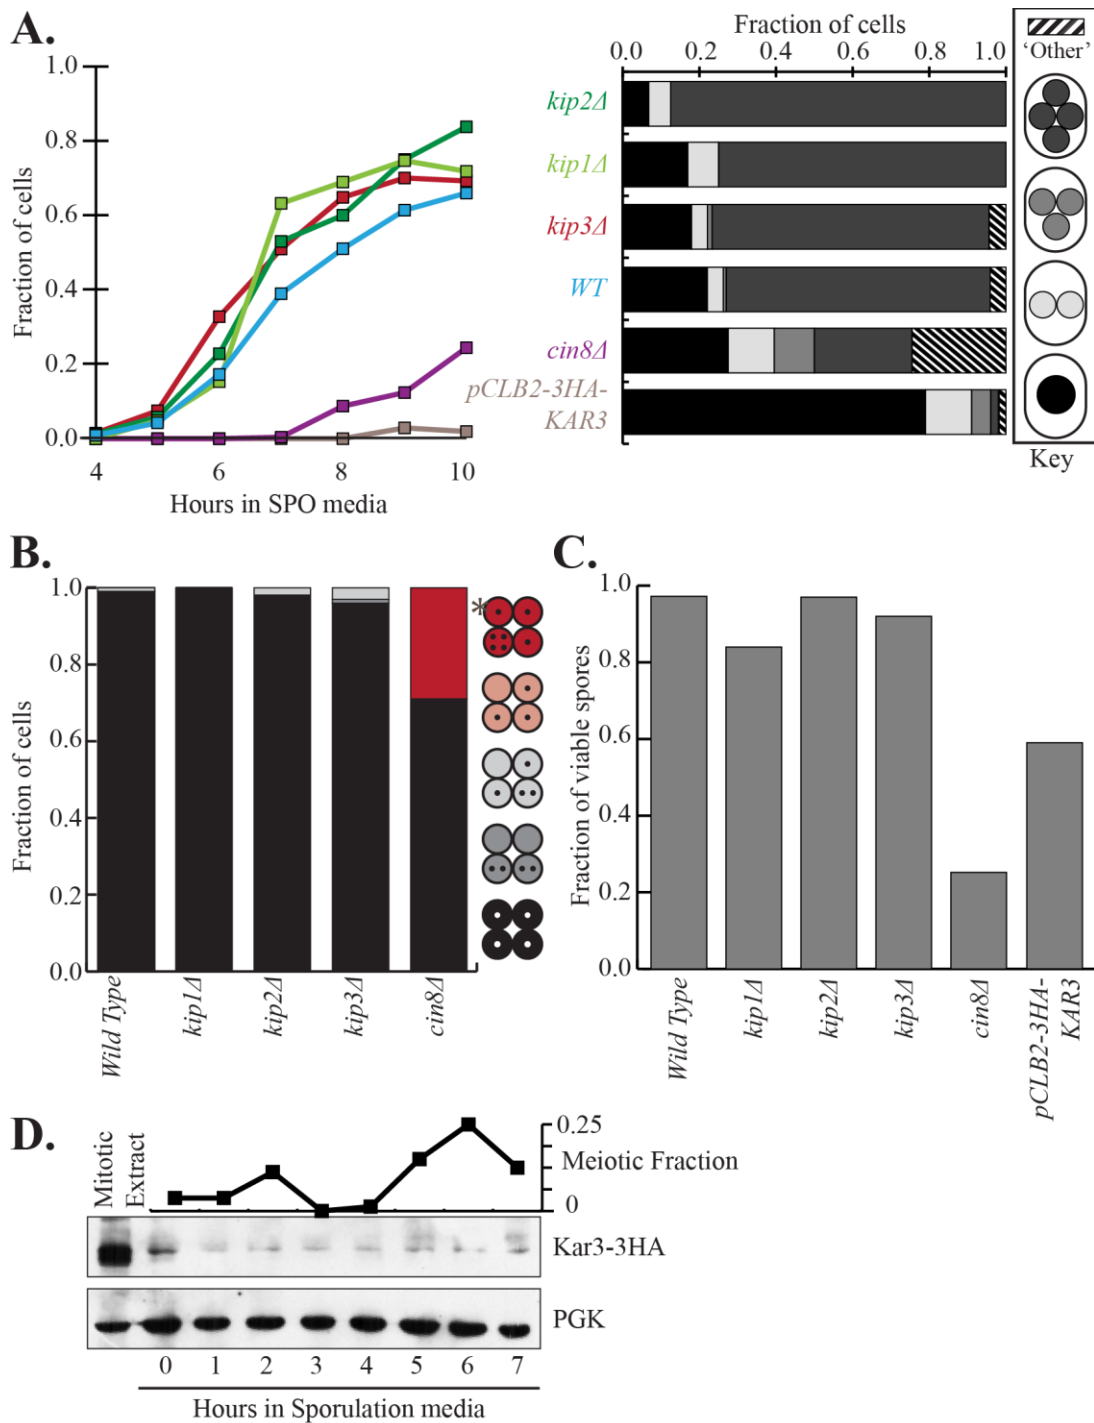 A.
Fraction of cells
1.0
0.8
0.6
0.4
0.2
0.0
4
6
8
10
Hours in SPO media
Fraction of cells
0.0
0.2
0.4
0.6
0.8
1.0
kip2Δ
kip1Δ
kip3Δ
WT
cin8Δ
pCLB2-3HA-
KAR3
'Other'
Key
B.
Fraction of cells
1.0
0.8
0.6
0.4
0.2
0.0
*
Wild Type
kip1Δ
kip2Δ
kip3Δ
cin8Δ
C.
Fraction of viable spores
1.0
0.8
0.6
0.4
0.2
0.0
Wild Type
kip1Δ
kip2Δ
kip3Δ
cin8Δ
pCLB2-3HA-
KAR3
D.
Mitotic
Extract
0.25
Meiotic Fraction
0
Kar3-3HA
PGK
0 1 2 3 4 5 6 7
Hours in Sporulation media